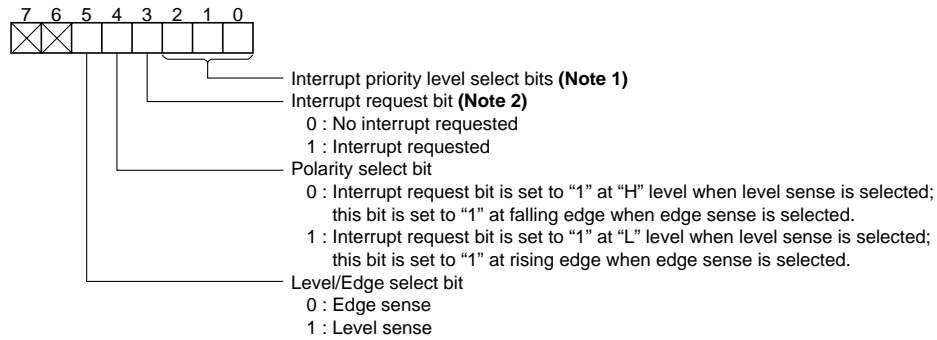 7 6 5 4 3 2 1 0
Interrupt priority level select bits (Note 1)
Interrupt request bit (Note 2)
0 : No interrupt requested
1 : Interrupt requested
Polarity select bit
0 : Interrupt request bit is set to “1” at “H” level when level sense is selected;
this bit is set to “1” at falling edge when edge sense is selected.
1 : Interrupt request bit is set to “1” at “L” level when level sense is selected;
this bit is set to “1” at rising edge when edge sense is selected.
Level/Edge select bit
0 : Edge sense
1 : Level sense